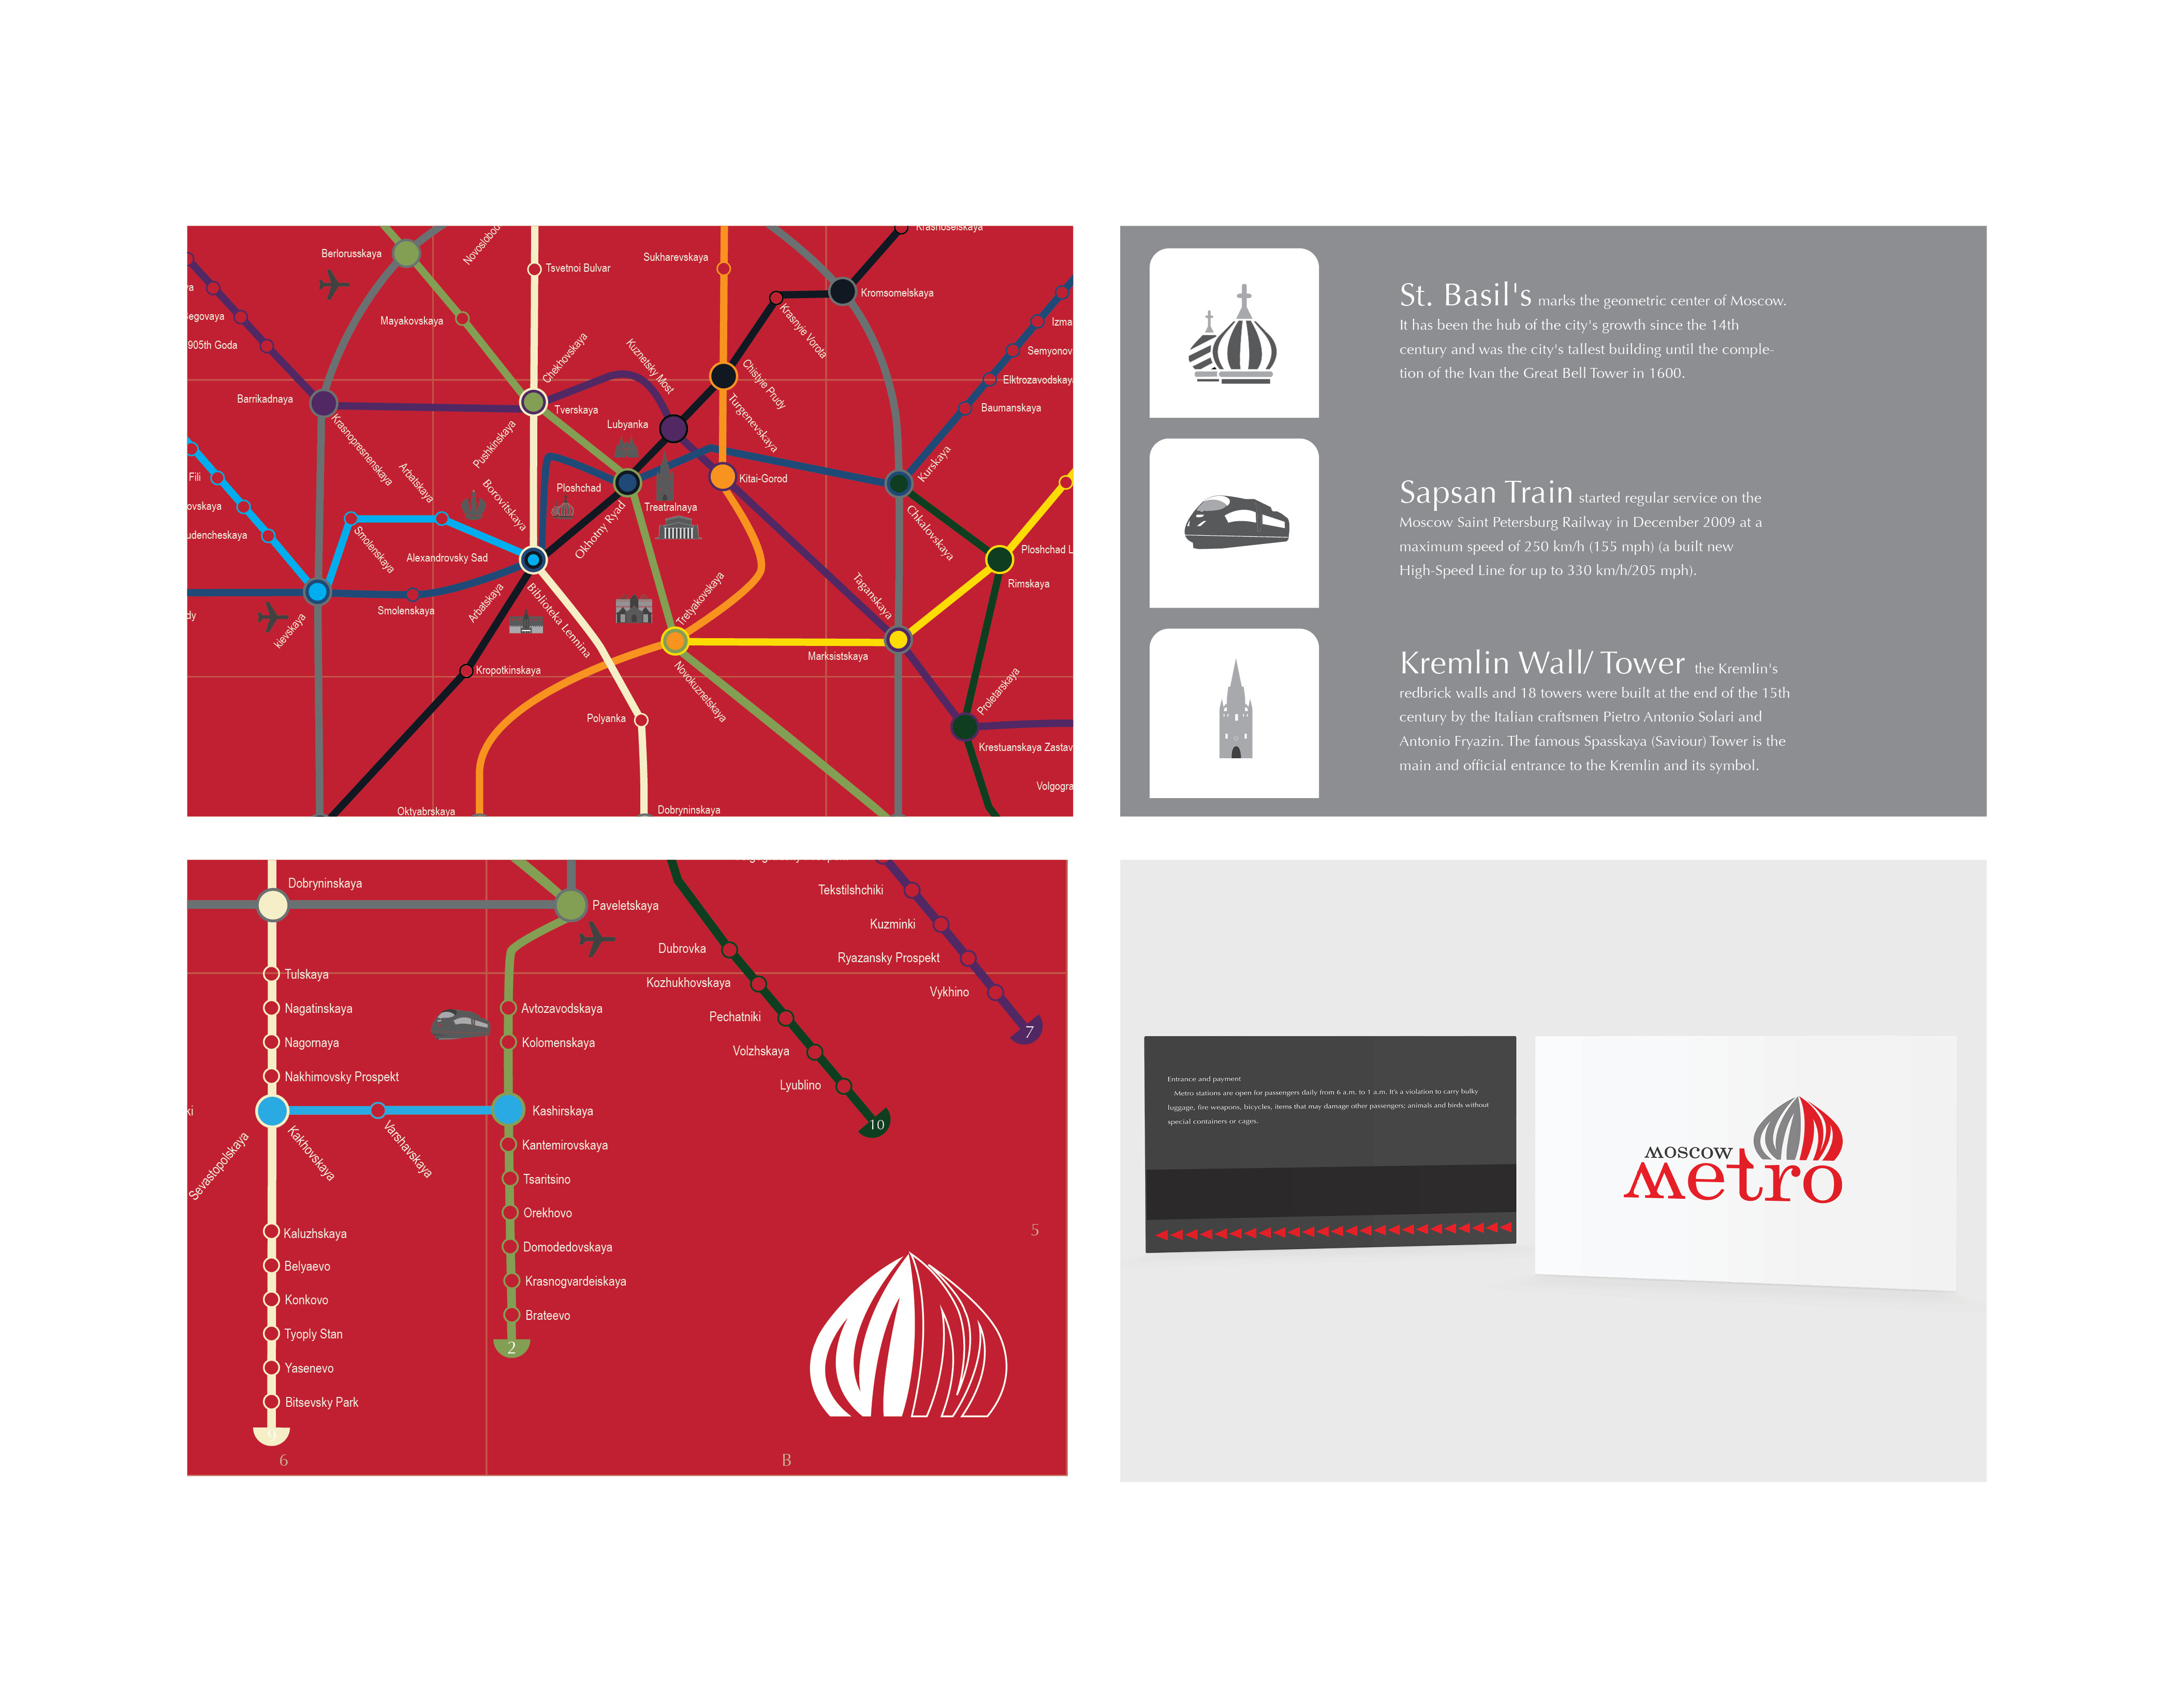 Berlorusskaya
Tsvetnoi Bulvar
Sukharevskaya
Kromsomelskaya
Mayakovskaya
905th Goda
Barrikadnaya
Krasnopresnenskaya
Chekhovskaya
Tverskaya
Pushkinskaya
Kuznetsky Most
Lubyanka
Krasnyie Vorota
Chistyie Prudy
Turgenevskaya
Kitai-Gorod
Semyonov
Elktrozavodskay
Baumanskaya
Kurskaya
Chkalovskaya
Fili
Arbatskaya
Borovitskaya
Ploshchad
Okhotny Ryad
Treatralnaya
Smolenskaya
Alexandrovsky Sad
Smolenskaya
Arbatskaya
Biblioteka Lennina
Tretyakovskaya
Taganskaya
Ploshchad L
Rimskaya
kievskaya
Kropotkinskaya
Marksistskaya
Novokuznetskaya
Polyanka
Proletarskaya
Krestuanskaya Zastav
Volgogra
Oktyabrskaya
Dobryninskaya
St. Basil's marks the geometric center of Moscow.
It has been the hub of the city's growth since the 14th
century and was the city's tallest building until the comple-
tion of the Ivan the Great Bell Tower in 1600.
Sapsan Train started regular service on the
Moscow Saint Petersburg Railway in December 2009 at a
maximum speed of 250 km/h (155 mph) (a built new
High-Speed Line for up to 330 km/h/205 mph).
Kremlin Wall/ Tower the Kremlin's
redbrick walls and 18 towers were built at the end of the 15th
century by the Italian craftsmen Pietro Antonio Solari and
Antonio Fryazin. The famous Spasskaya (Saviour) Tower is the
main and official entrance to the Kremlin and its symbol.
Dobryninskaya
Paveletskaya
Tulskaya
Nagatinskaya
Nagornaya
Nakhimovsky Prospekt
Sevastopolskaya
Kakhovskaya
Varshavskaya
Kaluzhskaya
Belyaevo
Konkovo
Tyoply Stan
Yasenevo
Bitsevsky Park
9
6
Avtozavodskaya
Kolomenskaya
Kashirskaya
Kantemirovskaya
Tsaritsino
Orekhovo
Domodedovskaya
Krasnogvardeiskaya
Brateevo
2
Dubrovka
Kozhukhovskaya
Pechatniki
Volzhskaya
Lyublino
10
Tekstilshchiki
Kuzminki
Ryazansky Prospekt
Vykhino
7
5
B
Entrance and payment
Metro stations are open for passengers daily from 6 a.m. to 1 a.m. It's a violation to carry bulky
luggage, fire weapons, bicycles, items that may damage other passengers; animals and birds without
special containers or cages.
MOSCOW
Metro